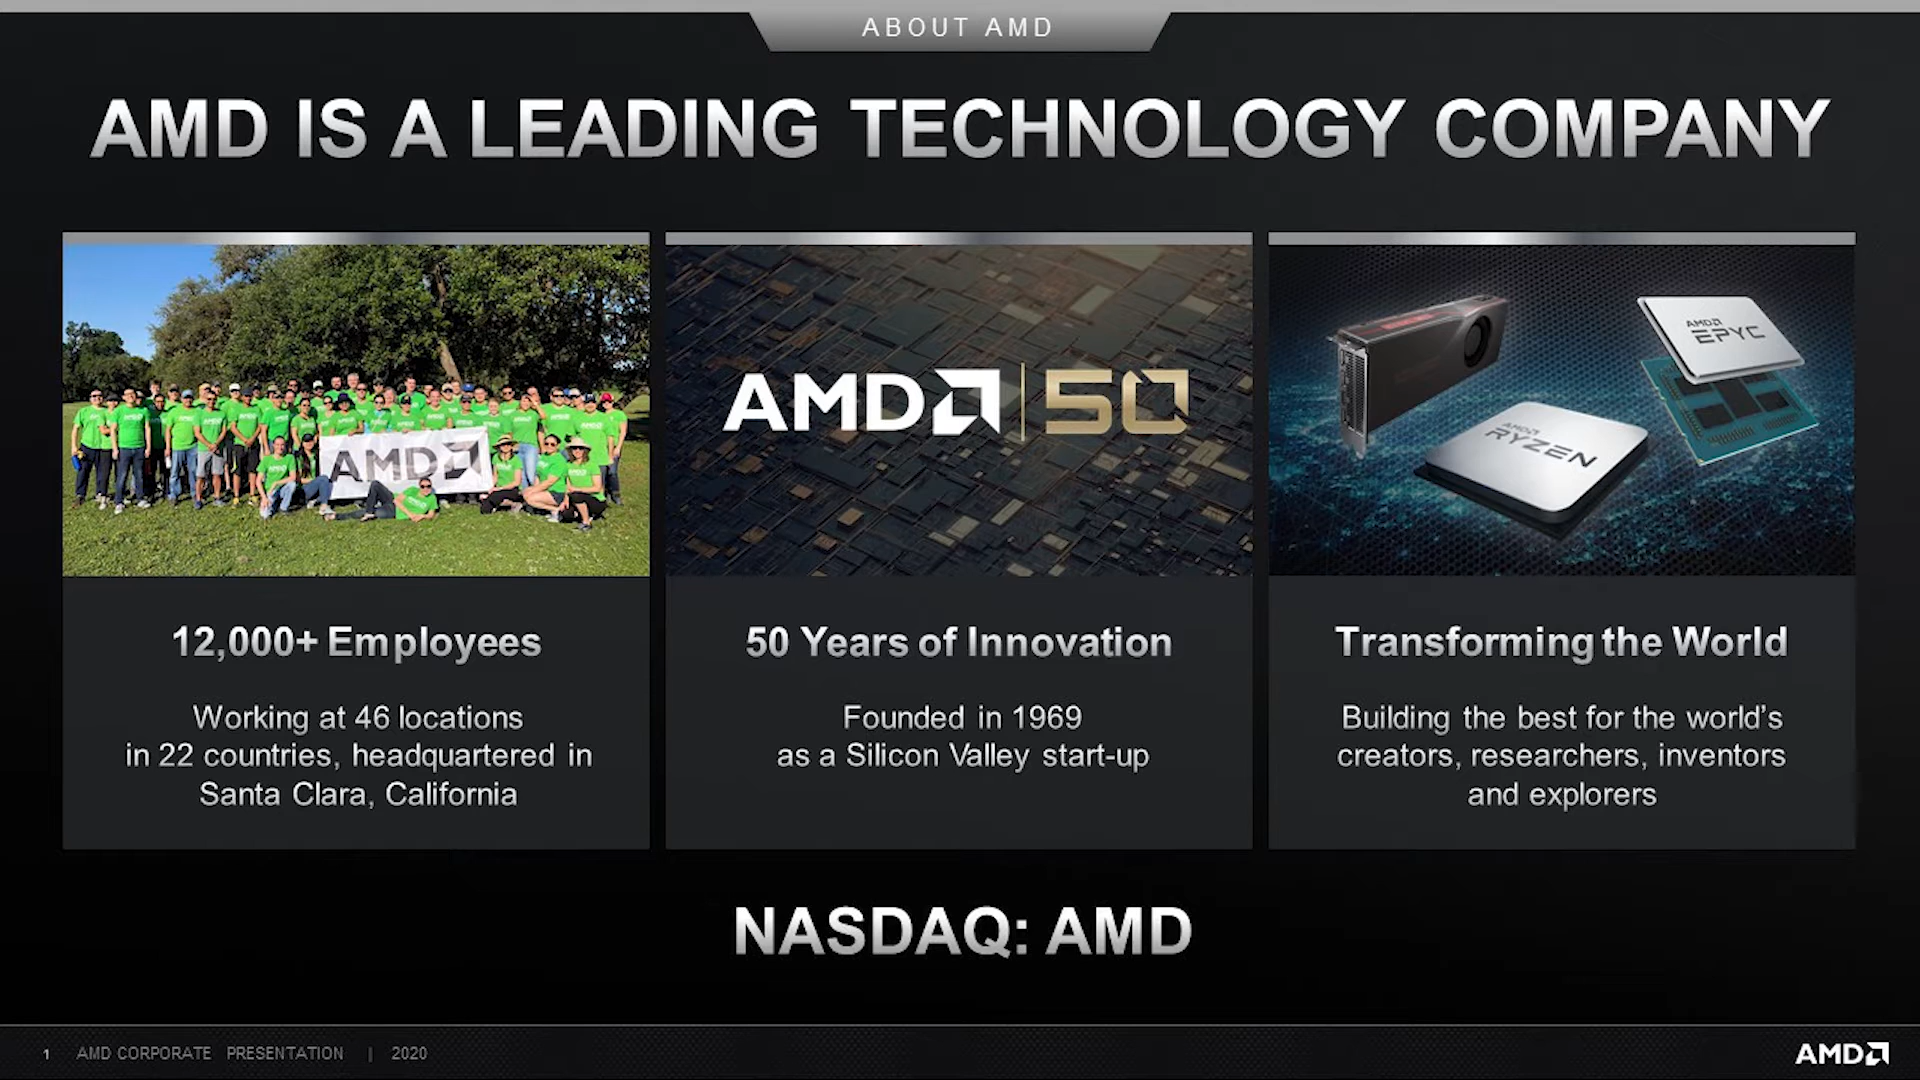 ABOUT AMD
AMD IS A LEADING TECHNOLOGY COMPANY
AMD
12,000+ Employees
Working at 46 locations
in 22 countries, headquartered in
Santa Clara, California
AMD 50
50 Years of Innovation
Founded in 1969
as a Silicon Valley start-up
AMD
EPYC
AMD
RYZEN
Transforming the World
Building the best for the world’s
creators, researchers, inventors
and explorers
NASDAQ: AMD
1 AMD CORPORATE PRESENTATION | 2020
AMD